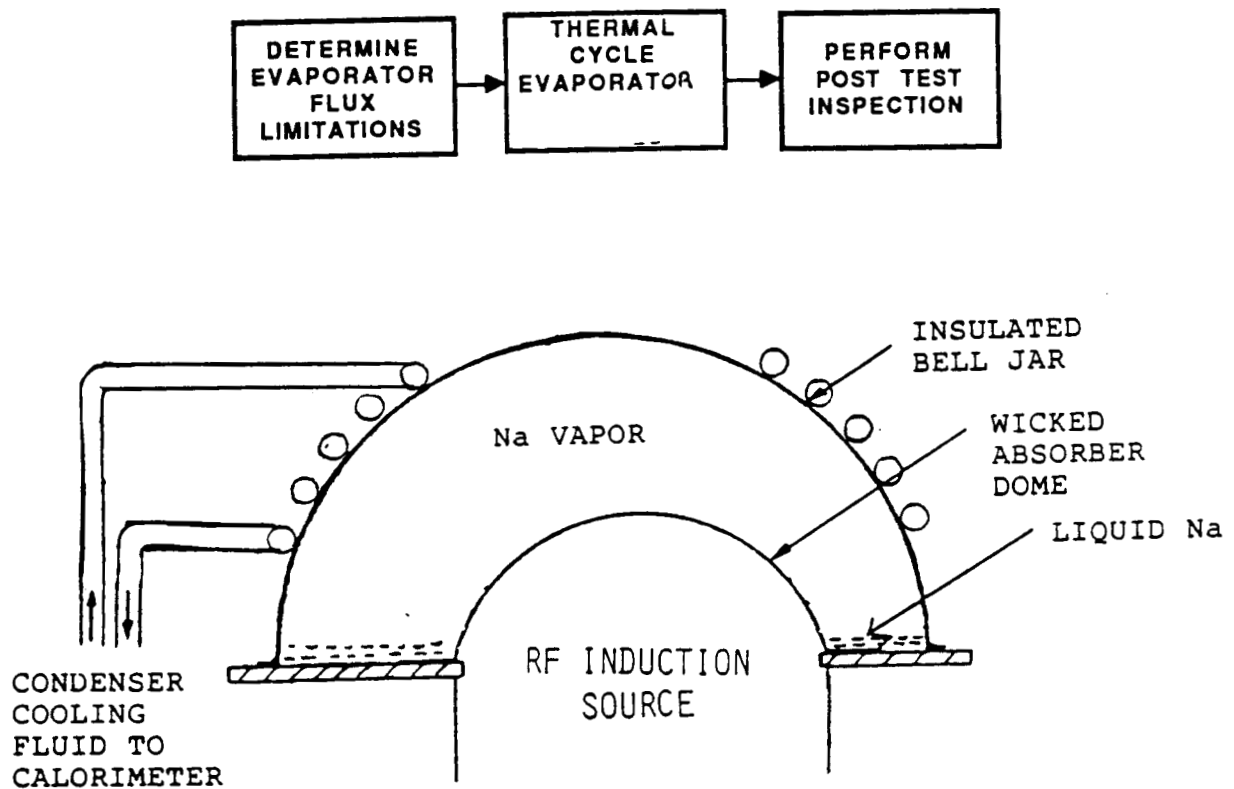 DETERMINE
EVAPORATOR
FLUX
LIMITATIONS
THERMAL
CYCLE
EVAPORATOR
PERFORM
POST TEST
INSPECTION
INSULATED
BELL JAR
Na VAPOR
WICKED
ABSORBER
DOME
LIQUID Na
RF INDUCTION
SOURCE
CONDENSER
COOLING
FLUID TO
CALORIMETER